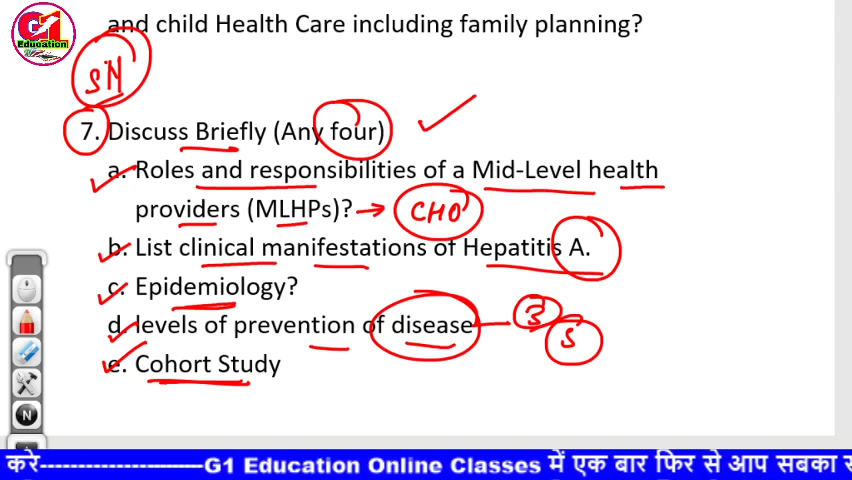 G1
Education
and child Health Care including family planning?
SN
7. Discuss Briefly (Any four)
a. Roles and responsibilities of a Mid-Level health
providers (MLHPs)? → CHO
b. List clinical manifestations of Hepatitis A.
c. Epidemiology?
d. levels of prevention of disease 3
5
e. Cohort Study
N
करे-----------------------G1 Education Online Classes में एक बार फिर से आप सबका